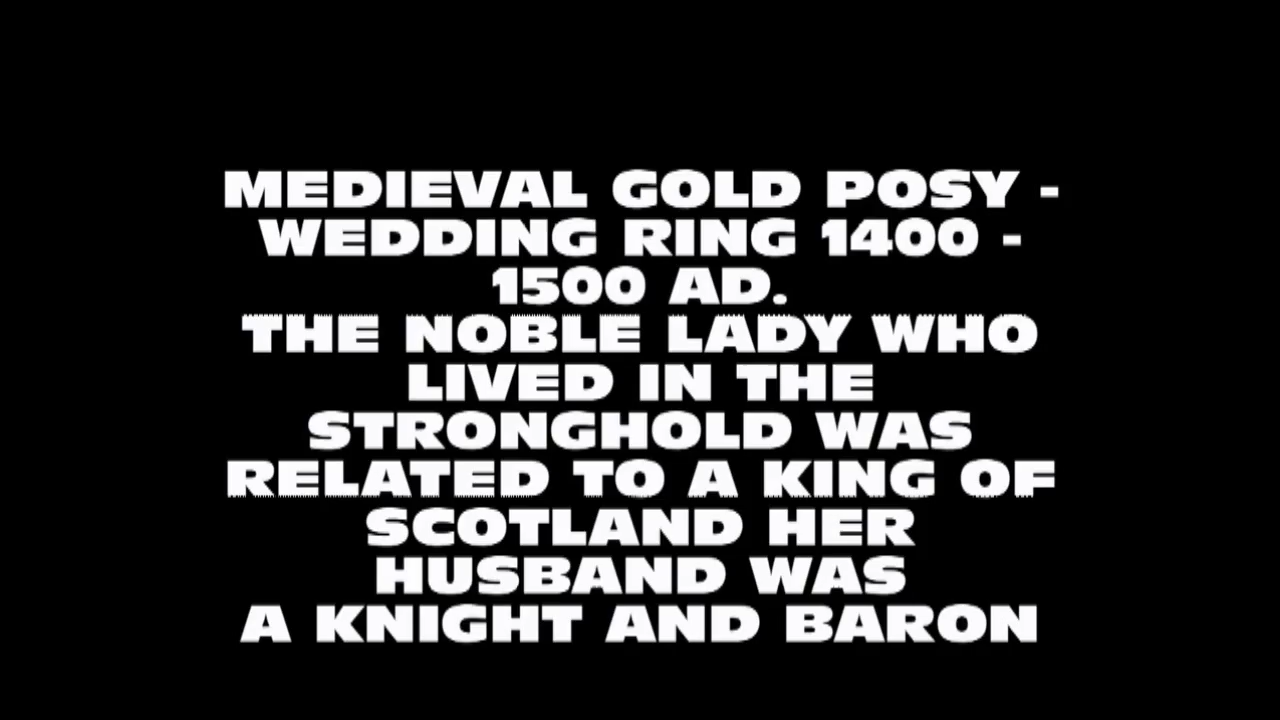 MEDIEVAL GOLD POSY -
WEDDING RING 1400 -
1500 AD.
THE NOBLE LADY WHO
LIVED IN THE
STRONGHOLD WAS
RELATED TO A KING OF
SCOTLAND HER
HUSBAND WAS
A KNIGHT AND BARON